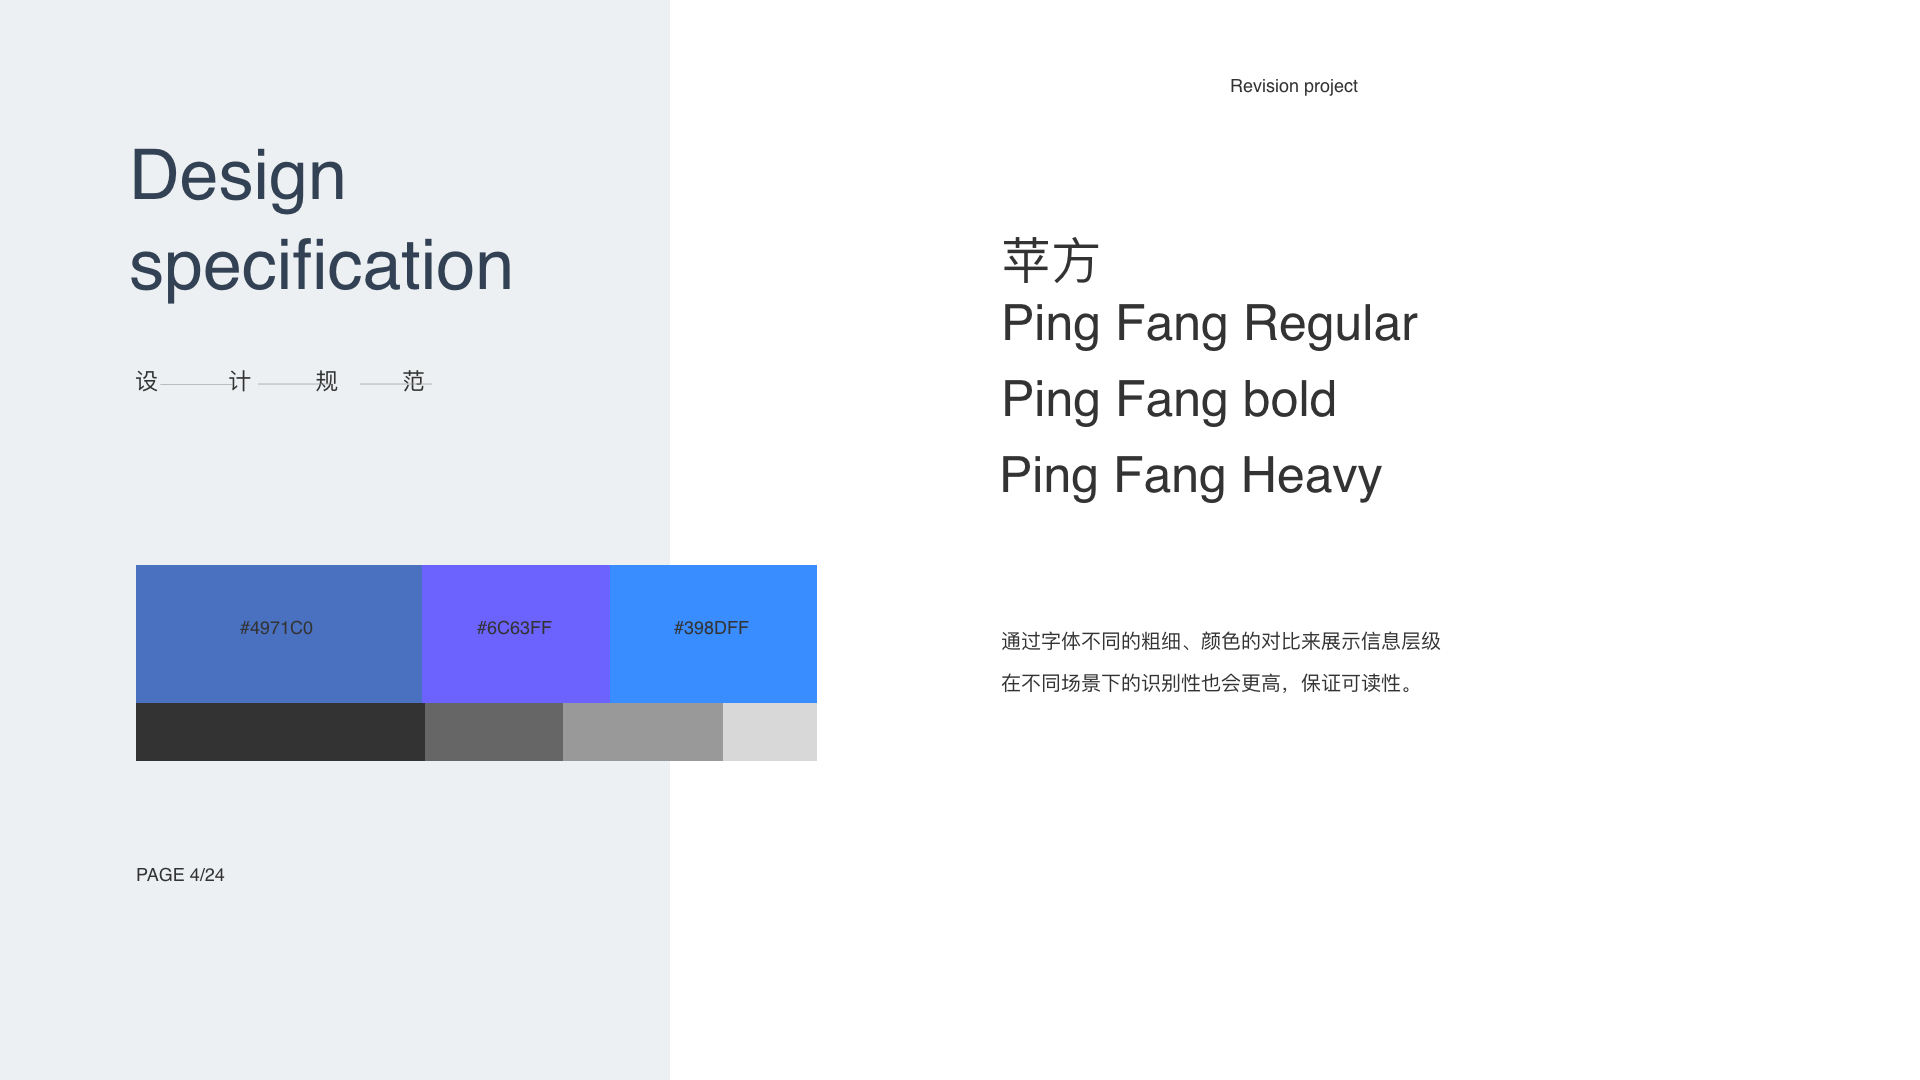 Revision project
Design
specification
设 计 规 范
苹方
Ping Fang Regular
Ping Fang bold
Ping Fang Heavy
#4971C0 #6C63FF #398DFF
通过字体不同的粗细、颜色的对比来展示信息层级
在不同场景下的识别性也会更高，保证可读性。
PAGE 4/24